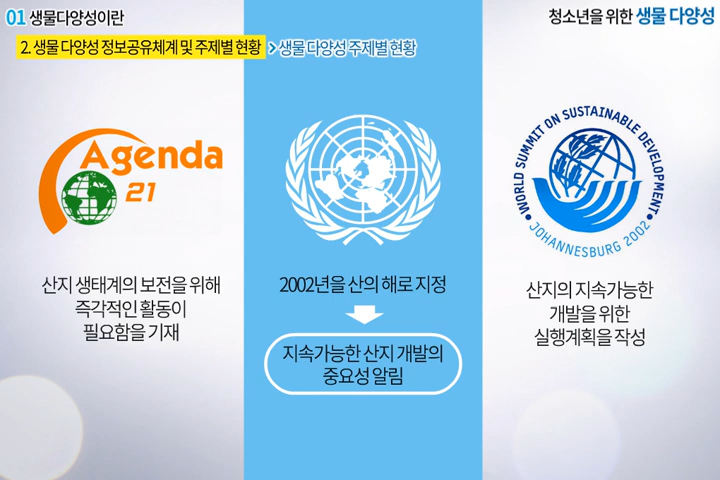 01 생물다양성이란
청소년을 위한 생물 다양성
2. 생물 다양성 정보공유체계 및 주제별 현황 > 생물 다양성 주제별 현황
Agenda
21
산지 생태계의 보전을 위해
즉각적인 활동이
필요함을 기재
2002년을 산의 해로 지정
지속가능한 산지 개발의
중요성 알림
WORLD SUMMIT ON SUSTAINABLE DEVELOPMENT
JOHANNESBURG 2002
산지의 지속가능한
개발을 위한
실행계획을 작성